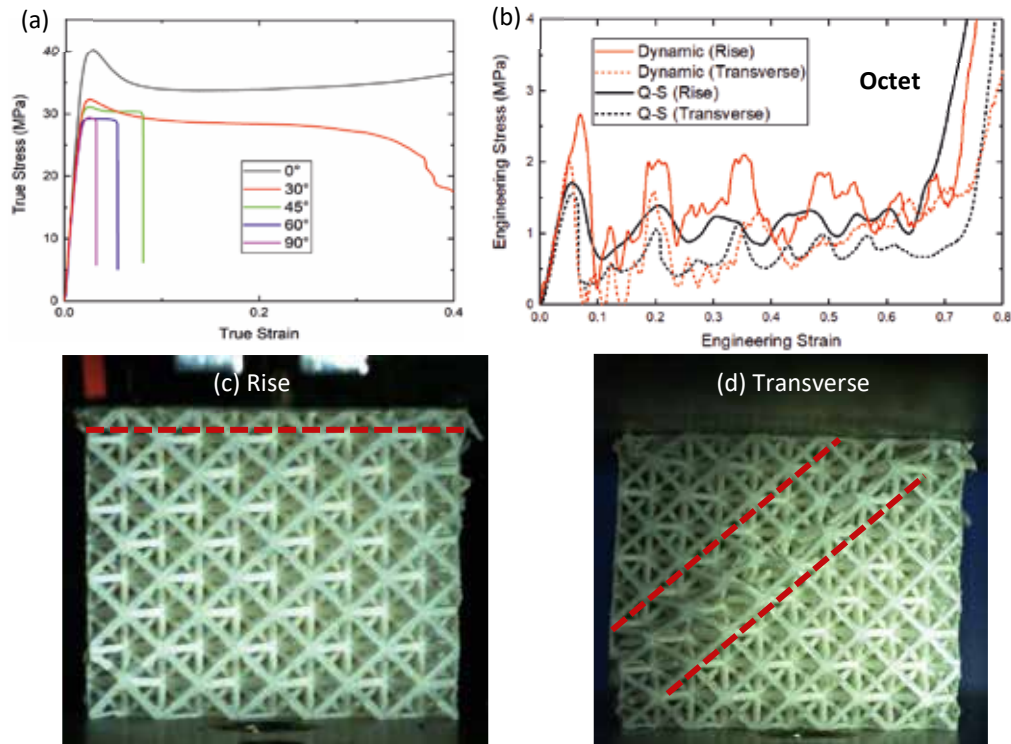 (a)
True Stress (MPa)
40
30
20
10
0
0°
30°
45°
60°
90°
0.0
0.2
0.4
True Strain
(b)
Engineering Stress (MPa)
4
3
2
1
0
Dynamic (Rise)
Dynamic (Transverse)
Q-S (Rise)
Q-S (Transverse)
Octet
0.0 0.1 0.2 0.3 0.4 0.5 0.6 0.7 0.8
Engineering Strain
(c) Rise
(d) Transverse